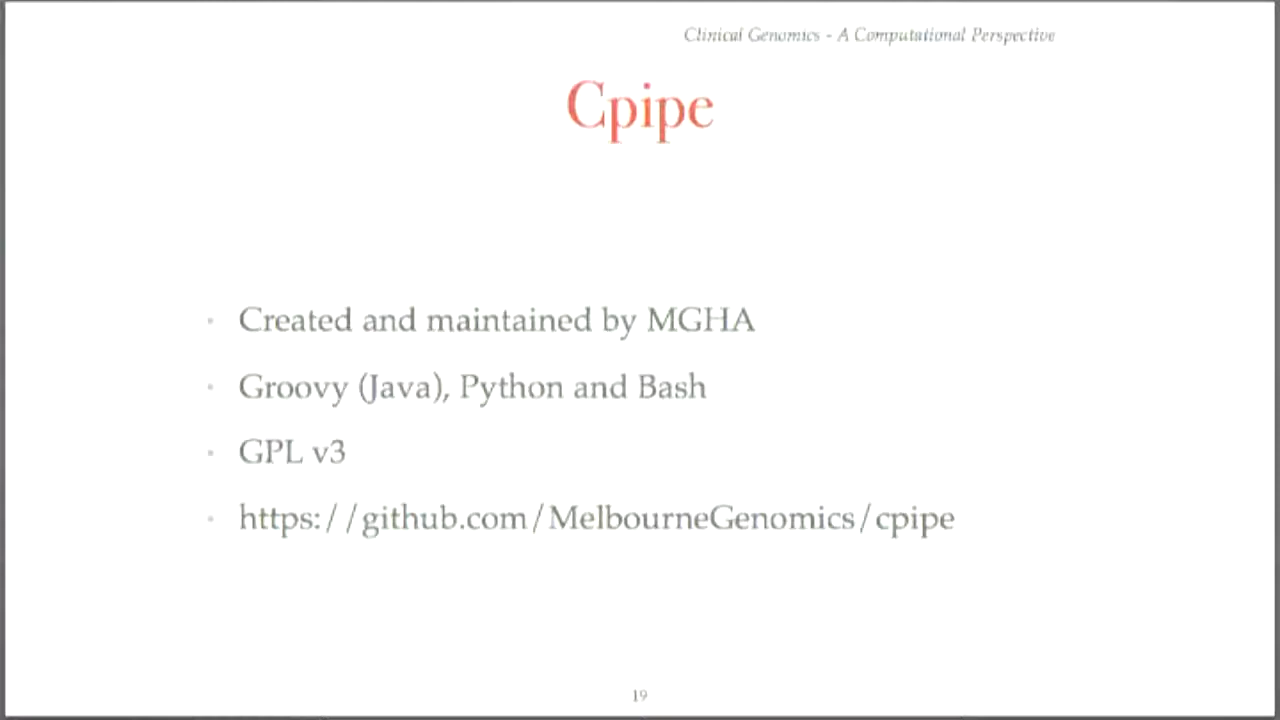 Clinical Genomics - A Computational Perspective
Cpipe
Created and maintained by MGHA
Groovy (Java), Python and Bash
GPL v3
https://github.com/MelbourneGenomics/cpipe
19